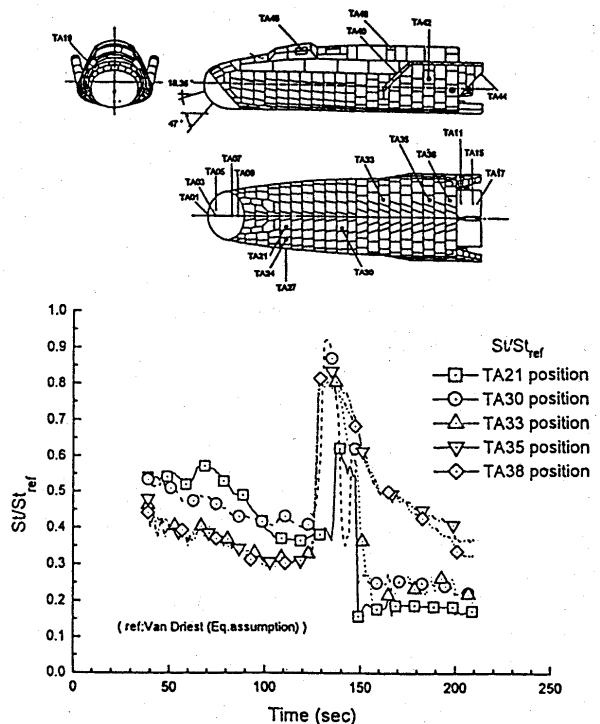 TA19
TA46
TA48
TA49
TA42
18.36°
47°
TA44
TA33
TA35
TA38
TA11
TA15
TA17
TA07
TA05
TA03
TA01
TA21
TA24
TA27
TA30
St/Stref
TA21 position
TA30 position
TA33 position
TA35 position
TA38 position
St/Stref
1.0
0.9
0.8
0.7
0.6
0.5
0.4
0.3
0.2
0.1
0.0
( ref;Van Driest (Eq.assumption) )
0
50
100
150
200
250
Time (sec)